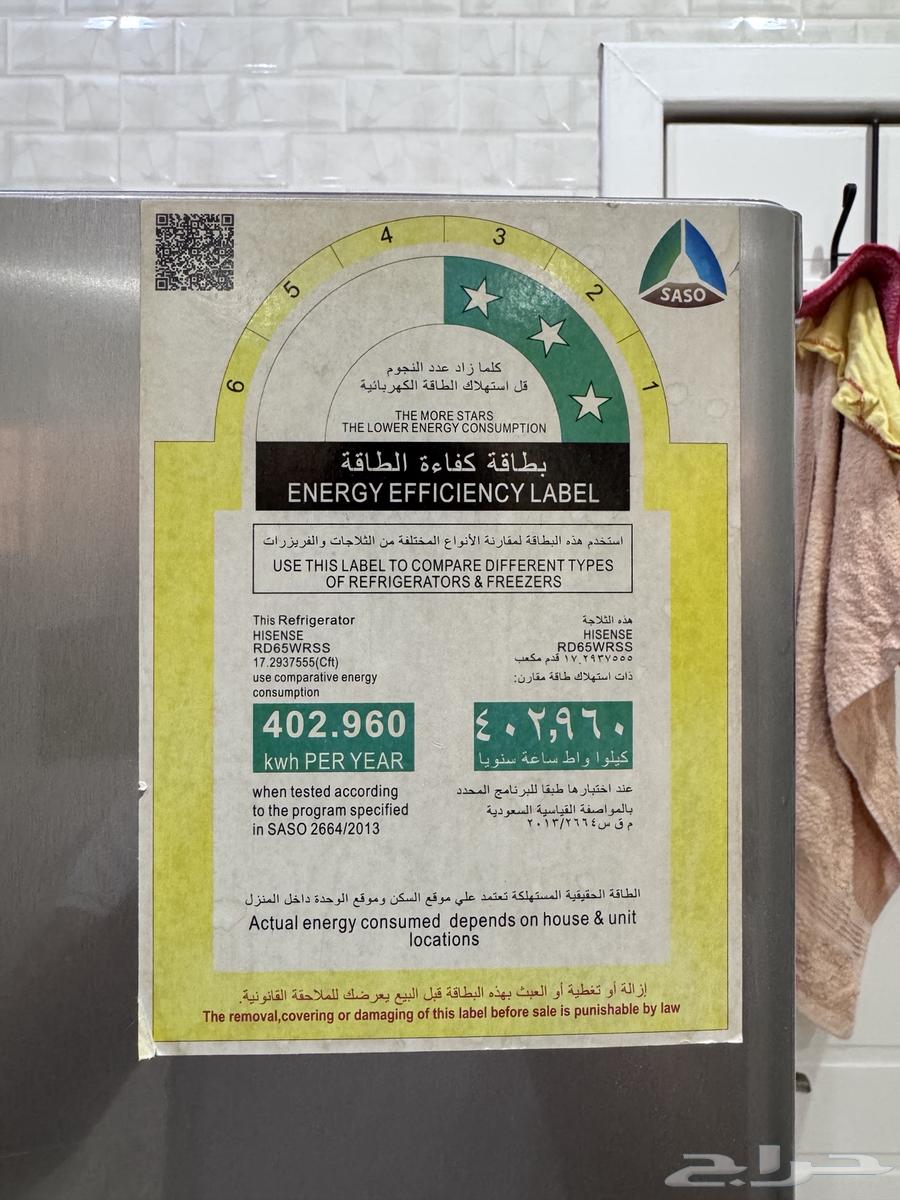 6
5
4
3
2
1
SASO
كلما زاد عدد النجوم
قل استهلاك الطاقة الكهربائية
THE MORE STARS
THE LOWER ENERGY CONSUMPTION
بطاقة كفاءة الطاقة
ENERGY EFFICIENCY LABEL
استخدم هذه البطاقة لمقارنة الأنواع المختلفة من الثلاجات والفريزرات
USE THIS LABEL TO COMPARE DIFFERENT TYPES
OF REFRIGERATORS & FREEZERS
This Refrigerator
HISENSE
RD65WRSS
17.2937555(Cft)
use comparative energy
consumption
402.960
kwh PER YEAR
when tested according
to the program specified
in SASO 2664/2013
هذه الثلاجة
HISENSE
RD65WRSS
١٧.٢٩٣٧٥٥٥ قدم مكعب
ذات استهلاك طاقة مقارن:
٤٠٢,٩٦٠
كيلوا واط ساعة سنويا
عند اختبارها طبقا للبرنامج المحدد
بالمواصفة القياسية السعودية
م ق س ٢٠١٣/٢٦٦٤
الطاقة الحقيقية المستهلكة تعتمد علي موقع السكن وموقع الوحدة داخل المنزل
Actual energy consumed depends on house & unit
locations
إزالة أو تغطية أو العبث بهذه البطاقة قبل البيع يعرضك للملاحقة القانونية.
The removal,covering or damaging of this label before sale is punishable by law
حراج